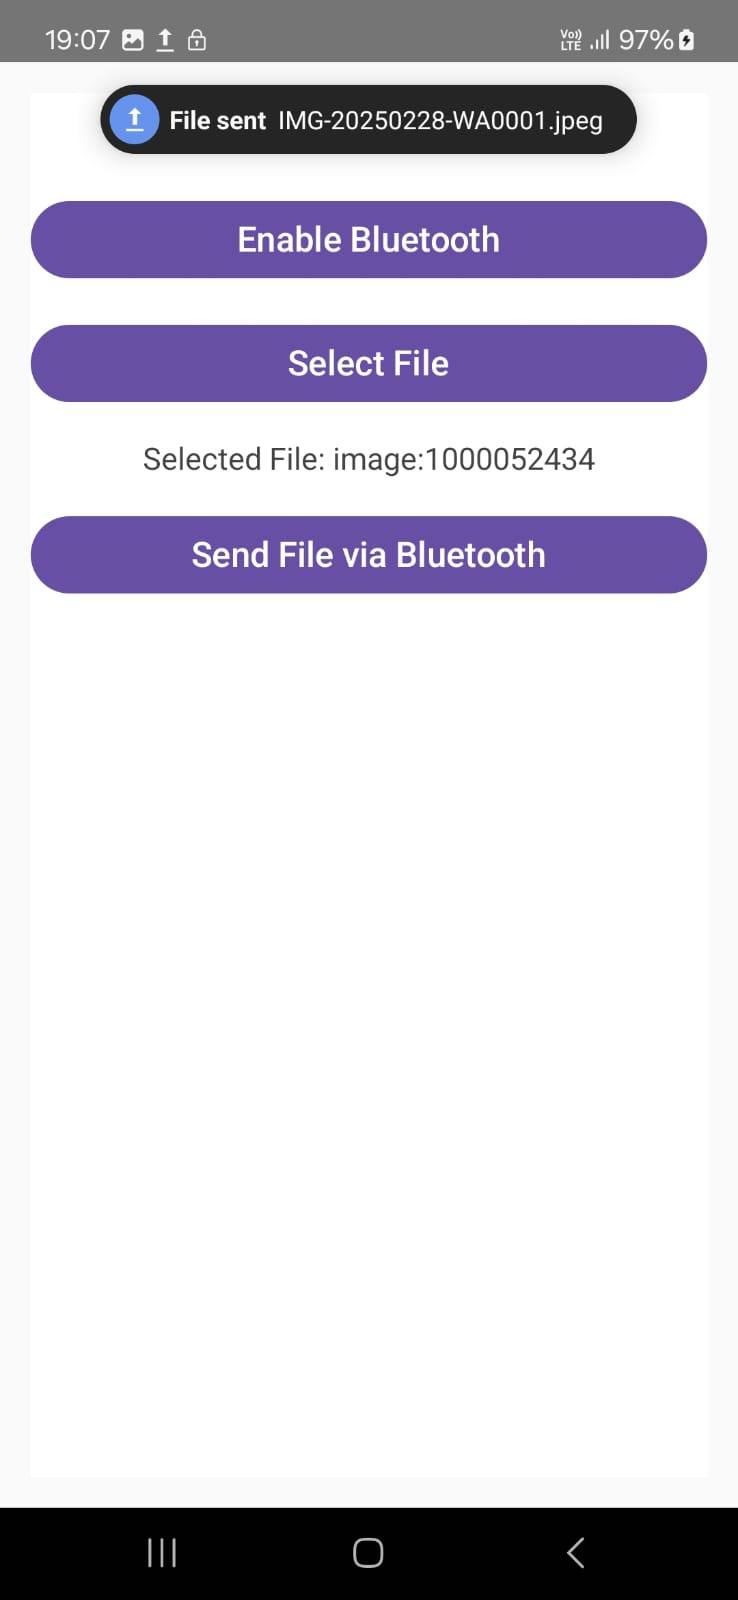 19:07 Vo)) LTE 97%
File sent IMG-20250228-WA0001.jpeg
Enable Bluetooth
Select File
Selected File: image:1000052434
Send File via Bluetooth